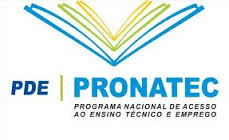 PDE | PRONATEC
PROGRAMA NACIONAL DE ACESSO
AO ENSINO TÉCNICO E EMPREGO